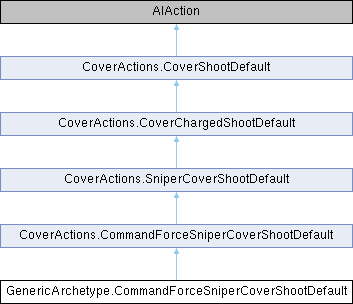 AIAction
CoverActions.CoverShootDefault
CoverActions.CoverChargedShootDefault
CoverActions.SniperCoverShootDefault
CoverActions.CommandForceSniperCoverShootDefault
GenericArchetype.CommandForceSniperCoverShootDefault